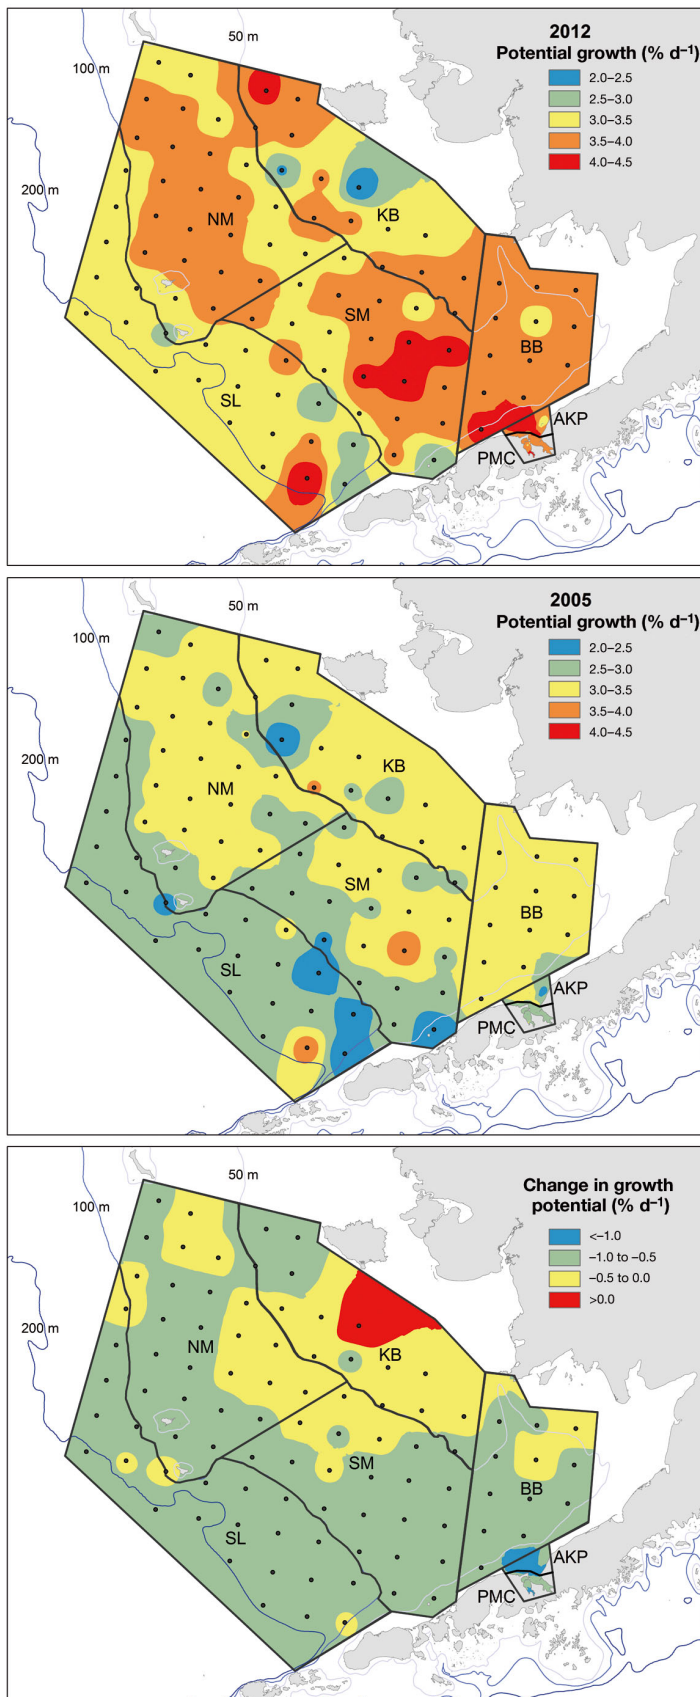 2012
Potential growth (% d⁻¹)
2.0–2.5
2.5–3.0
3.0–3.5
3.5–4.0
4.0–4.5
50 m
100 m
200 m
NM
KB
SM
BB
SL
AKP
PMC
2005
Potential growth (% d⁻¹)
2.0–2.5
2.5–3.0
3.0–3.5
3.5–4.0
4.0–4.5
50 m
100 m
200 m
NM
KB
SM
BB
SL
AKP
PMC
Change in growth
potential (% d⁻¹)
<–1.0
–1.0 to –0.5
–0.5 to 0.0
>0.0
50 m
100 m
200 m
NM
KB
SM
BB
SL
AKP
PMC